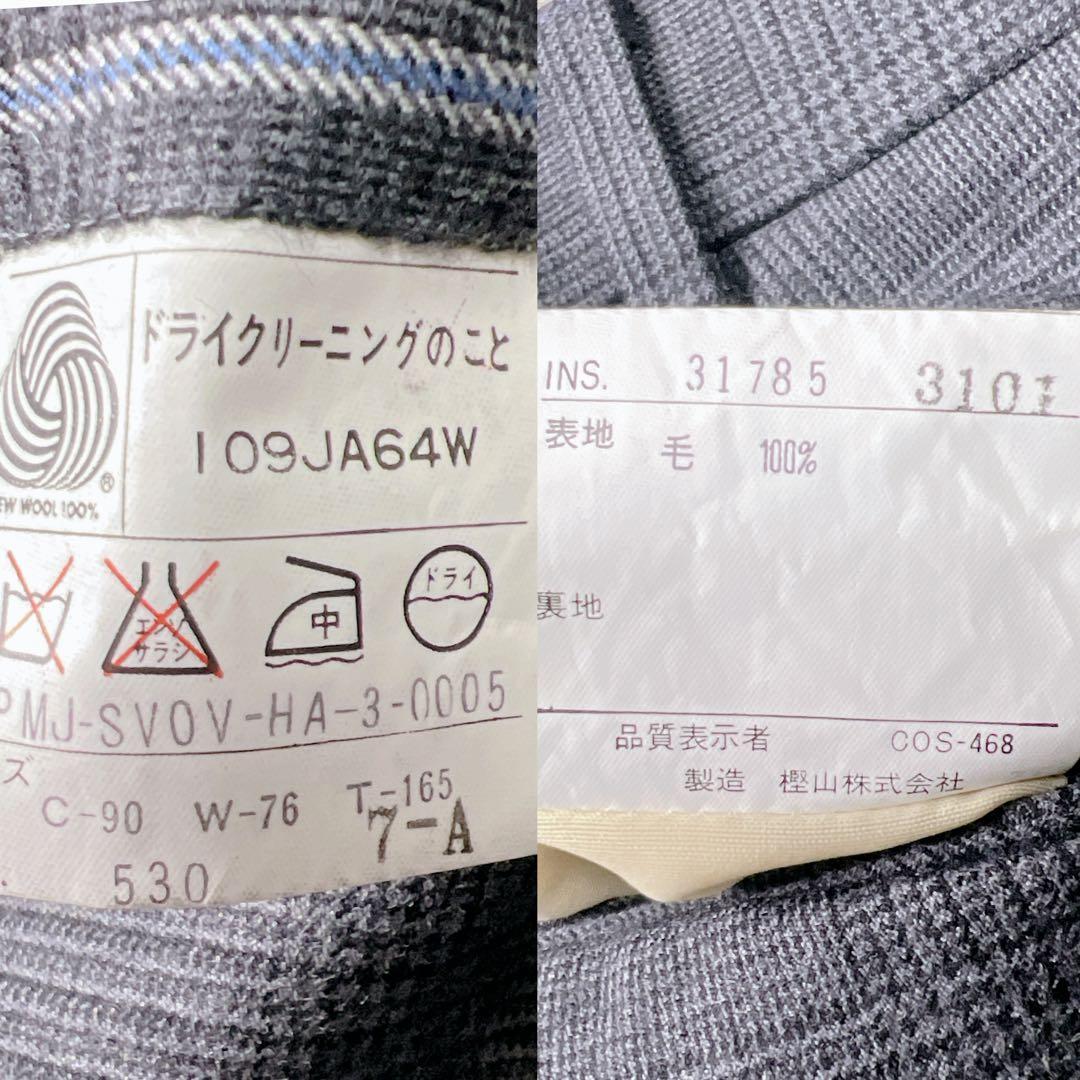 ドライクリーニングのこと
109JA64W
®
EW WOOL 100%
エンソ
サラシ
中
ドライ
PMJ-SVOV-HA-3-0005
ズ
C-90 W-76 T-165
7-A
530
INS. 31785 3101
表地 毛 100%
裏地
品質表示者 COS-468
製造 樫山株式会社